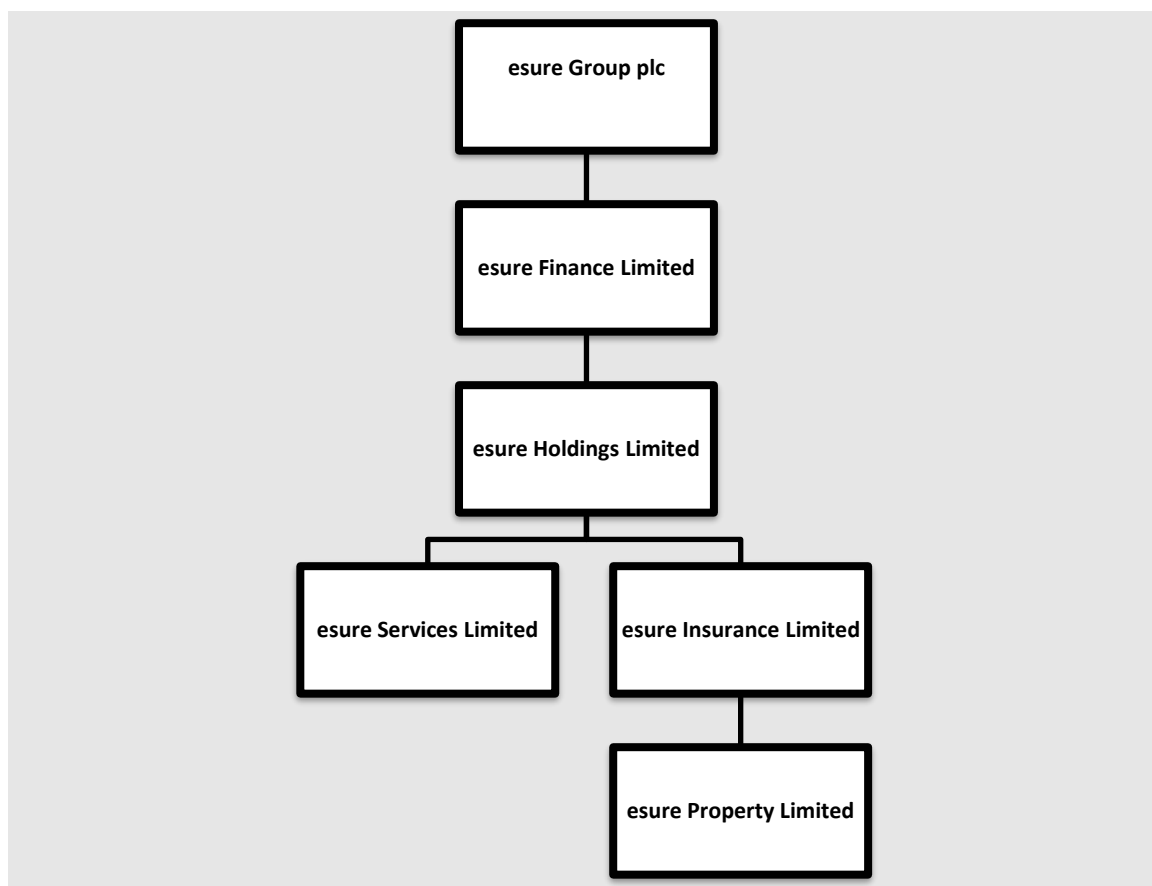 esure Group plc
esure Finance Limited
esure Holdings Limited
esure Services Limited
esure Insurance Limited
esure Property Limited